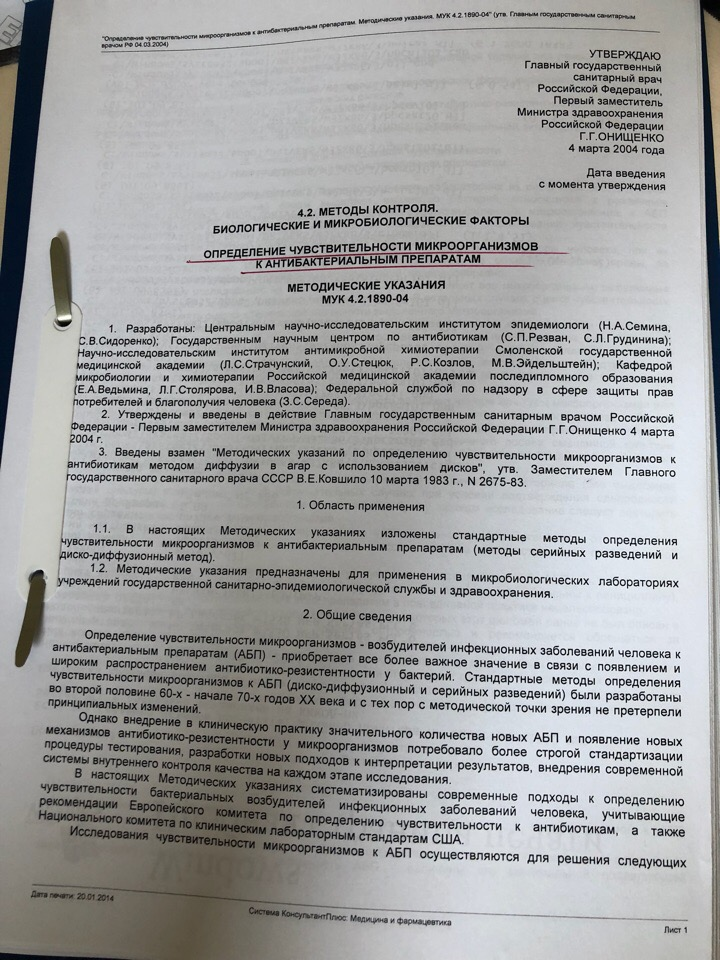 "Определение чувствительности микроорганизмов к антибактериальным препаратам. Методические указания. МУК 4.2.1890-04" (утв. Главным государственным санитарным
врачом РФ 04.03.2004)
УТВЕРЖДАЮ
Главный государственный
санитарный врач
Российской Федерации,
Первый заместитель
Министра здравоохранения
Российской Федерации
Г.Г.ОНИЩЕНКО
4 марта 2004 года
Дата введения
с момента утверждения
4.2. МЕТОДЫ КОНТРОЛЯ.
БИОЛОГИЧЕСКИЕ И МИКРОБИОЛОГИЧЕСКИЕ ФАКТОРЫ
ОПРЕДЕЛЕНИЕ ЧУВСТВИТЕЛЬНОСТИ МИКРООРГАНИЗМОВ
К АНТИБАКТЕРИАЛЬНЫМ ПРЕПАРАТАМ
МЕТОДИЧЕСКИЕ УКАЗАНИЯ
МУК 4.2.1890-04
1. Разработаны: Центральным научно-исследовательским институтом эпидемиологи (Н.А.Семина,
С.В.Сидоренко); Государственным научным центром по антибиотикам (С.П.Резван, С.Л.Грудинина);
Научно-исследовательским институтом антимикробной химиотерапии Смоленской государственной
медицинской академии (Л.С.Страчунский, О.У.Стецюк, Р.С.Козлов, М.В.Эйдельштейн); Кафедрой
микробиологии и химиотерапии Российской медицинской академии последипломного образования
(Е.А.Ведьмина, Л.Г.Столярова, И.В.Власова); Федеральной службой по надзору в сфере защиты прав
потребителей и благополучия человека (З.С.Середа).
2. Утверждены и введены в действие Главным государственным санитарным врачом Российской
Федерации - Первым заместителем Министра здравоохранения Российской Федерации Г.Г.Онищенко 4 марта
2004 г.
3. Введены взамен "Методических указаний по определению чувствительности микроорганизмов к
антибиотикам методом диффузии в агар с использованием дисков", утв. Заместителем Главного
государственного санитарного врача СССР В.Е.Ковшило 10 марта 1983 г., N 2675-83.
1. Область применения
1.1. В настоящих Методических указаниях изложены стандартные методы определения
чувствительности микроорганизмов к антибактериальным препаратам (методы серийных разведений и
диско-диффузионный метод).
1.2. Методические указания предназначены для применения в микробиологических лабораториях
учреждений государственной санитарно-эпидемиологической службы и здравоохранения.
2. Общие сведения
Определение чувствительности микроорганизмов - возбудителей инфекционных заболеваний человека к
антибактериальным препаратам (АБП) - приобретает все более важное значение в связи с появлением и
широким распространением антибиотико-резистентности у бактерий. Стандартные методы определения
чувствительности микроорганизмов к АБП (диско-диффузионный и серийных разведений) были разработаны
во второй половине 60-х - начале 70-х годов XX века и с тех пор с методической точки зрения не претерпели
принципиальных изменений.
Однако внедрение в клиническую практику значительного количества новых АБП и появление новых
механизмов антибиотико-резистентности у микроорганизмов потребовало более строгой стандартизации
процедуры тестирования, разработки новых подходов к интерпретации результатов, внедрения современной
системы внутреннего контроля качества на каждом этапе исследования.
В настоящих Методических указаниях систематизированы современные подходы к определению
чувствительности бактериальных возбудителей инфекционных заболеваний человека, учитывающие
рекомендации Европейского комитета по определению чувствительности к антибиотикам, а также
Национального комитета по клиническим лабораторным стандартам США.
Исследования чувствительности микроорганизмов к АБП осуществляются для решения следующих
Дата печати: 20.01.2014
Система КонсультантПлюс: Медицина и фармацевтика
Лист 1